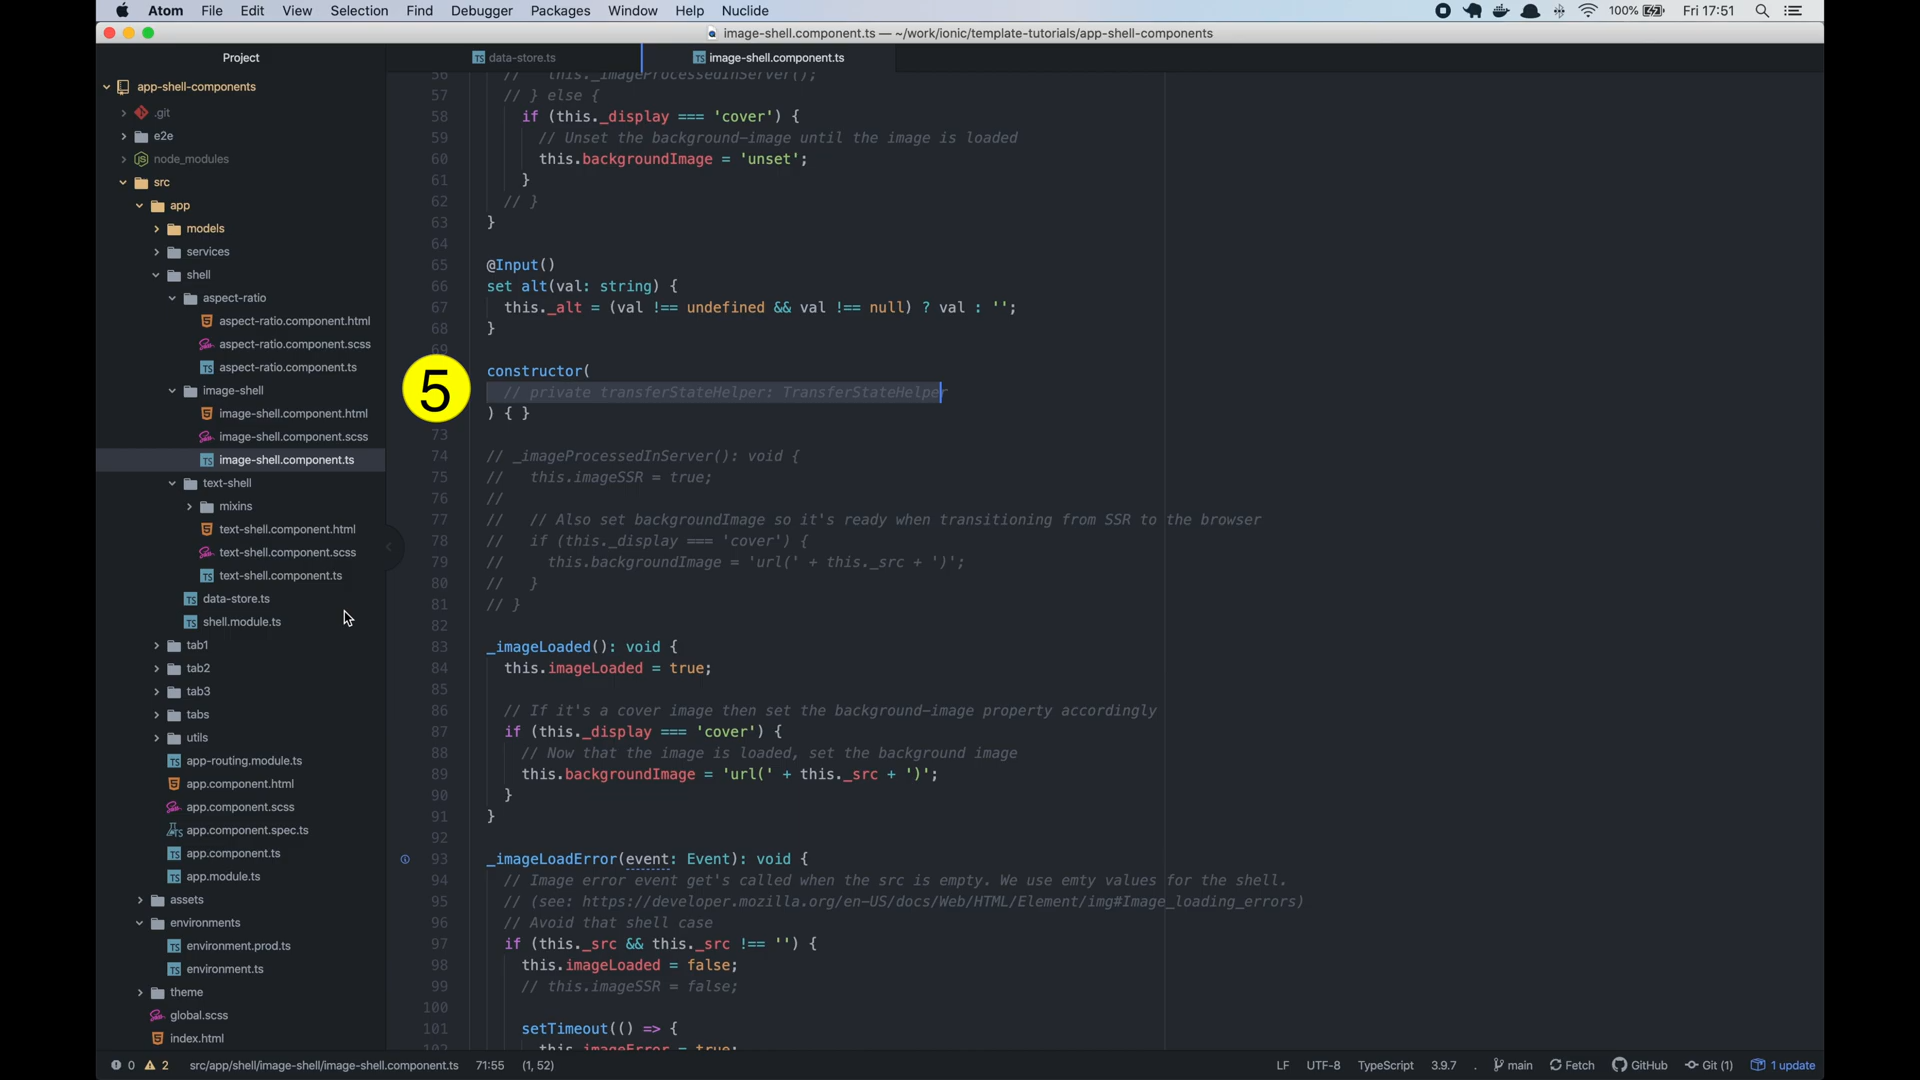 Atom File Edit View Selection Find Debugger Packages Window Help Nuclide 100% Fri 17:51
image-shell.component.ts — ~/work/ionic/template-tutorials/app-shell-components
Project
data-store.ts
image-shell.component.ts
app-shell-components
.git
e2e
node_modules
src
app
models
services
shell
aspect-ratio
aspect-ratio.component.html
aspect-ratio.component.scss
aspect-ratio.component.ts
image-shell
image-shell.component.html
image-shell.component.scss
image-shell.component.ts
text-shell
mixins
text-shell.component.html
text-shell.component.scss
text-shell.component.ts
data-store.ts
shell.module.ts
tab1
tab2
tab3
tabs
utils
app-routing.module.ts
app.component.html
app.component.scss
app.component.spec.ts
app.component.ts
app.module.ts
assets
environments
environment.prod.ts
environment.ts
theme
global.scss
index.html
56 // this._imageProcessedInServer();
57 // } else {
58 if (this._display === 'cover') {
59 // Unset the background-image until the image is loaded
60 this.backgroundImage = 'unset';
61 }
62 // }
63 }
64
65 @Input()
66 set alt(val: string) {
67 this._alt = (val !== undefined && val !== null) ? val : '';
68 }
69
constructor(
5 // private transferStateHelper: TransferStateHelper
) { }
73
74 // _imageProcessedInServer(): void {
75 // this.imageSSR = true;
76 //
77 // // Also set backgroundImage so it's ready when transitioning from SSR to the browser
78 // if (this._display === 'cover') {
79 // this.backgroundImage = 'url(' + this._src + ')';
80 // }
81 // }
82
83 _imageLoaded(): void {
84 this.imageLoaded = true;
85
86 // If it's a cover image then set the background-image property accordingly
87 if (this._display === 'cover') {
88 // Now that the image is loaded, set the background image
89 this.backgroundImage = 'url(' + this._src + ')';
90 }
91 }
92
93 _imageLoadError(event: Event): void {
94 // Image error event get's called when the src is empty. We use emty values for the shell.
95 // (see: https://developer.mozilla.org/en-US/docs/Web/HTML/Element/img#Image_loading_errors)
96 // Avoid that shell case
97 if (this._src && this._src !== '') {
98 this.imageLoaded = false;
99 // this.imageSSR = false;
100
101 setTimeout(() => {
102 this.imageError = true;
0 2 src/app/shell/image-shell/image-shell.component.ts 71:55 (1, 52) LF UTF-8 TypeScript 3.9.7 . main Fetch GitHub Git (1) 1 update